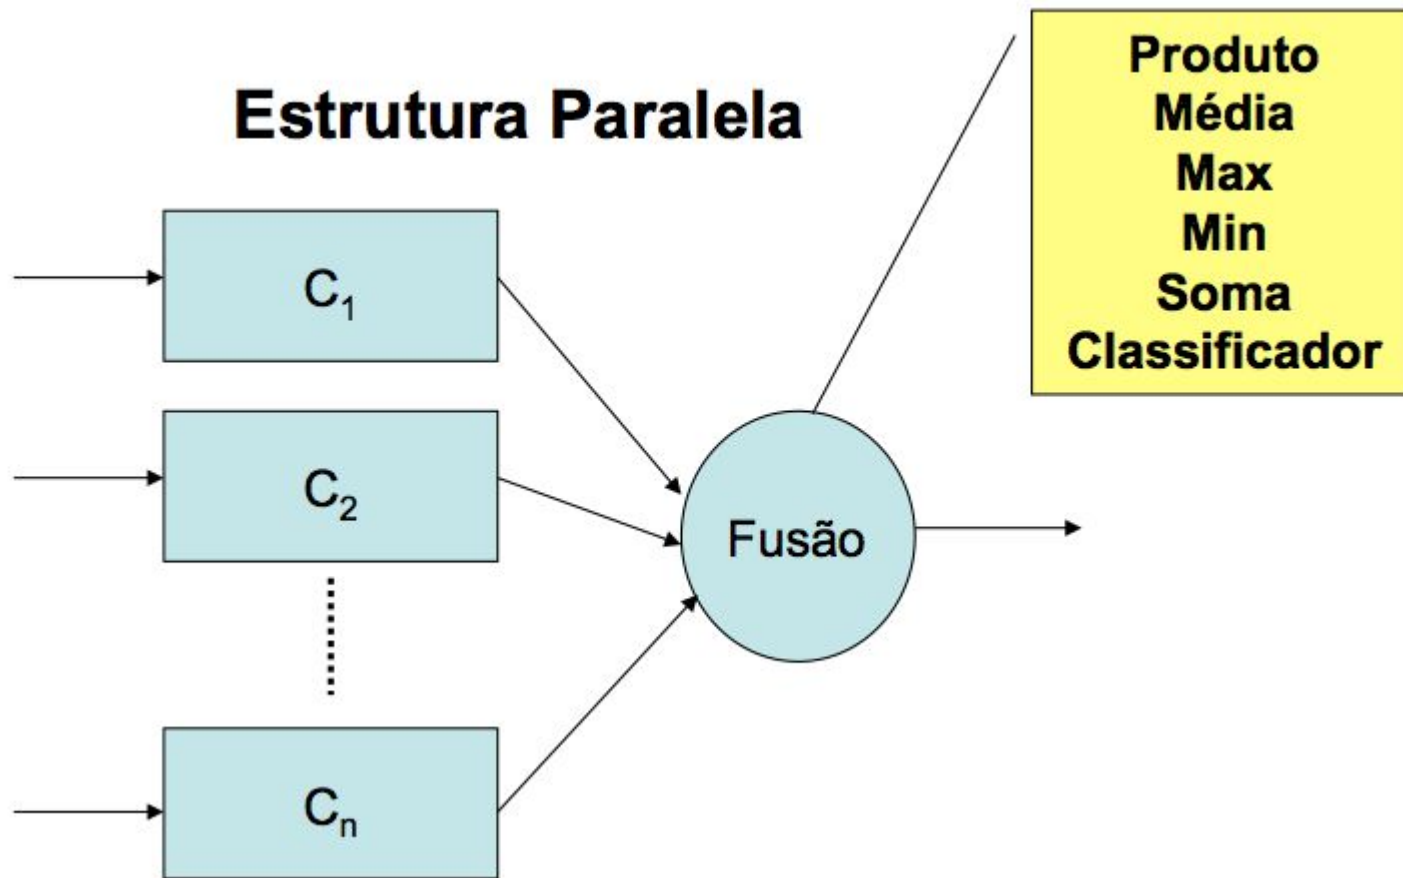 Estrutura Paralela
Produto
Média
Max
Min
Soma
Classificador
C₁
C₂
Cₙ
Fusão